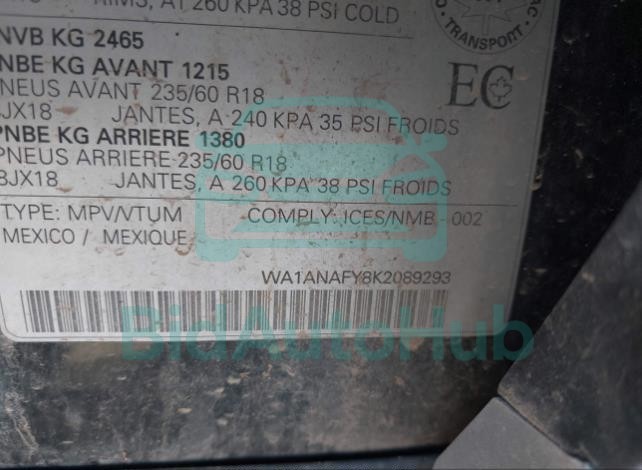 RIMS, A1 260 KPA 38 PSI COLD
TRANSPORT
NVB KG 2465
NBE KG AVANT 1215
PNEUS AVANT 235/60 R18
8JX18 JANTES, A 240 KPA 35 PSI FROIDS
PNBE KG ARRIERE 1380
PNEUS ARRIERE 235/60 R18
8JX18 JANTES, A 260 KPA 38 PSI FROIDS
EC
TYPE: MPV/VTUM COMPLY: ICES/NMB - 002
MEXICO / MEXIQUE
WA1ANAFY8K2089293
BidAutoHub